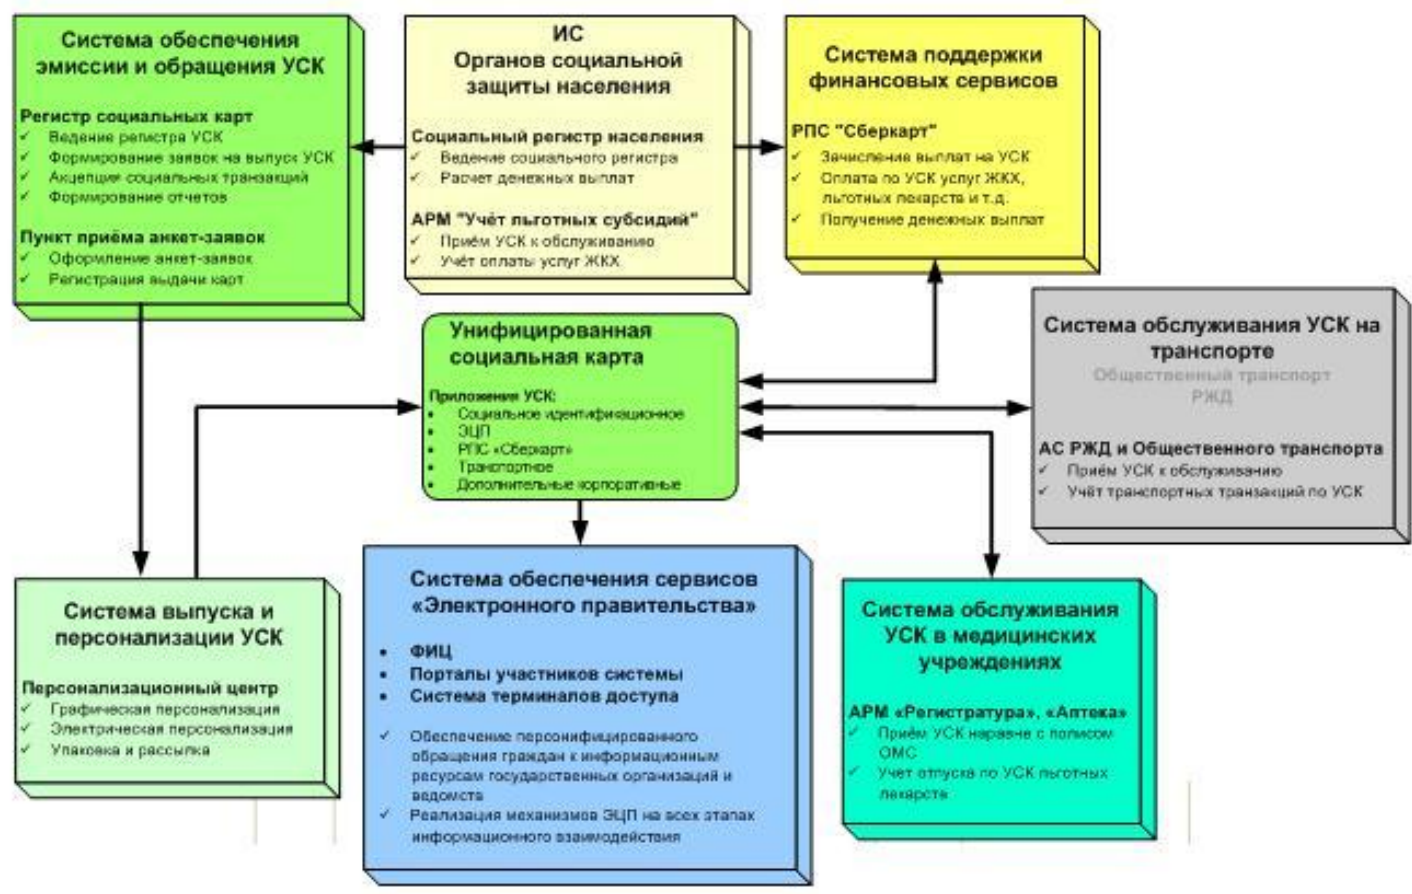 Система обеспечения
эмиссии и обращения УСК
Регистр социальных карт
Ведение регистра УСК
Формирование заявок на выпуск УСК
Акцепция социальных транзакций
Формирование отчетов
Пункт приёма анкет-заявок
Оформление анкет-заявок
Регистрация выдачи карт
ИС
Органов социальной
защиты населения
Социальный регистр населения
Ведение социального регистра
Расчет денежных выплат
АРМ "Учёт льготных субсидий"
Приём УСК к обслуживанию
Учёт оплаты услуг ЖКХ
Система поддержки
финансовых сервисов
РПС "Сберкарт"
Зачисление выплат на УСК
Оплата по УСК услуг ЖКХ,
льготных лекарств и т.д.
Получение денежных выплат
Унифицированная
социальная карта
Приложения УСК:
Социальное идентификационное
ЭЦП
РПС «Сберкарт»
Транспортное
Дополнительные корпоративные
Система обслуживания УСК на
транспорте
Общественный транспорт
РЖД
АС РЖД и Общественного транспорта
Приём УСК к обслуживанию
Учёт транспортных транзакций по УСК
Система выпуска и
персонализации УСК
Персонализационный центр
Графическая персонализация
Электрическая персонализация
Упаковка и рассылка
Система обеспечения сервисов
«Электронного правительства»
ФИЦ
Порталы участников системы
Система терминалов доступа
Обеспечение персонифицированного
обращения граждан к информационным
ресурсам государственных организаций и
ведомств
Реализация механизмов ЭЦП на всех этапах
информационного взаимодействия
Система обслуживания
УСК в медицинских
учреждениях
АРМ «Регистратура», «Аптека»
Приём УСК наравне с полисом
ОМС
Учет отпуска по УСК льготных
лекарств